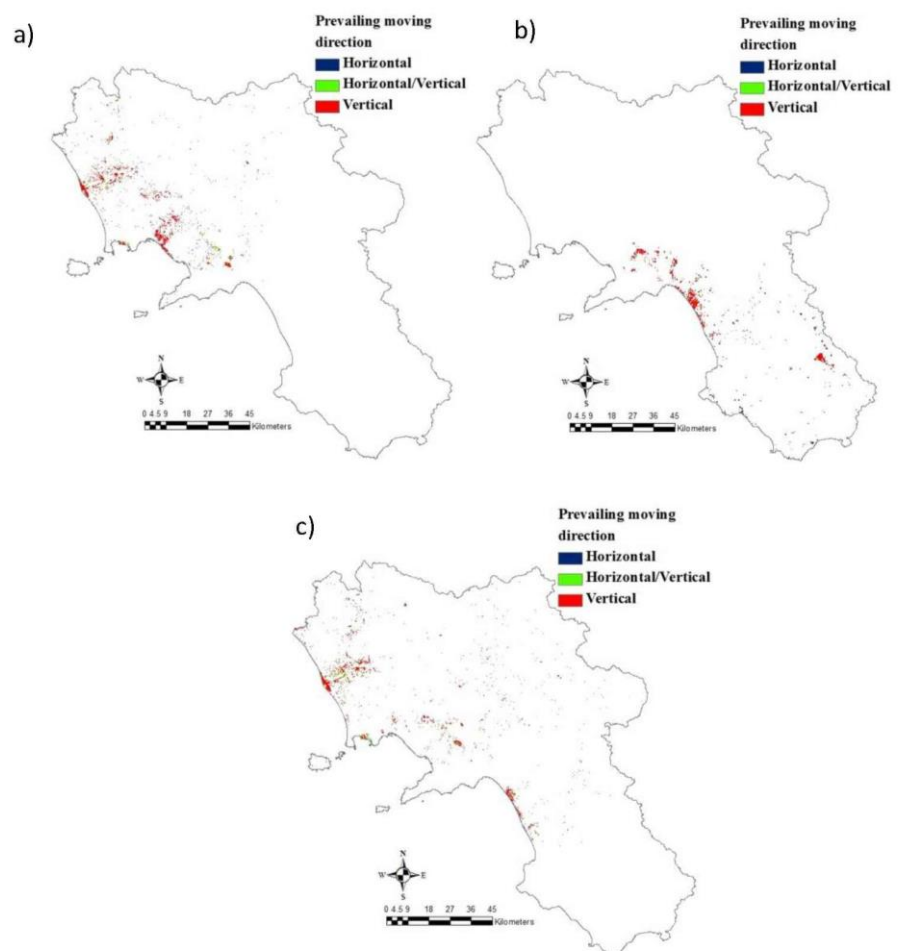 a)
Prevailing moving
direction
Horizontal
Horizontal/Vertical
Vertical
N
W E
S
0 4.5 9 18 27 36 45
Kilometers
b)
Prevailing moving
direction
Horizontal
Horizontal/Vertical
Vertical
N
W E
S
0 4.5 9 18 27 36 45
Kilometers
c)
Prevailing moving
direction
Horizontal
Horizontal/Vertical
Vertical
N
W E
S
0 4.5 9 18 27 36 45
Kilometers